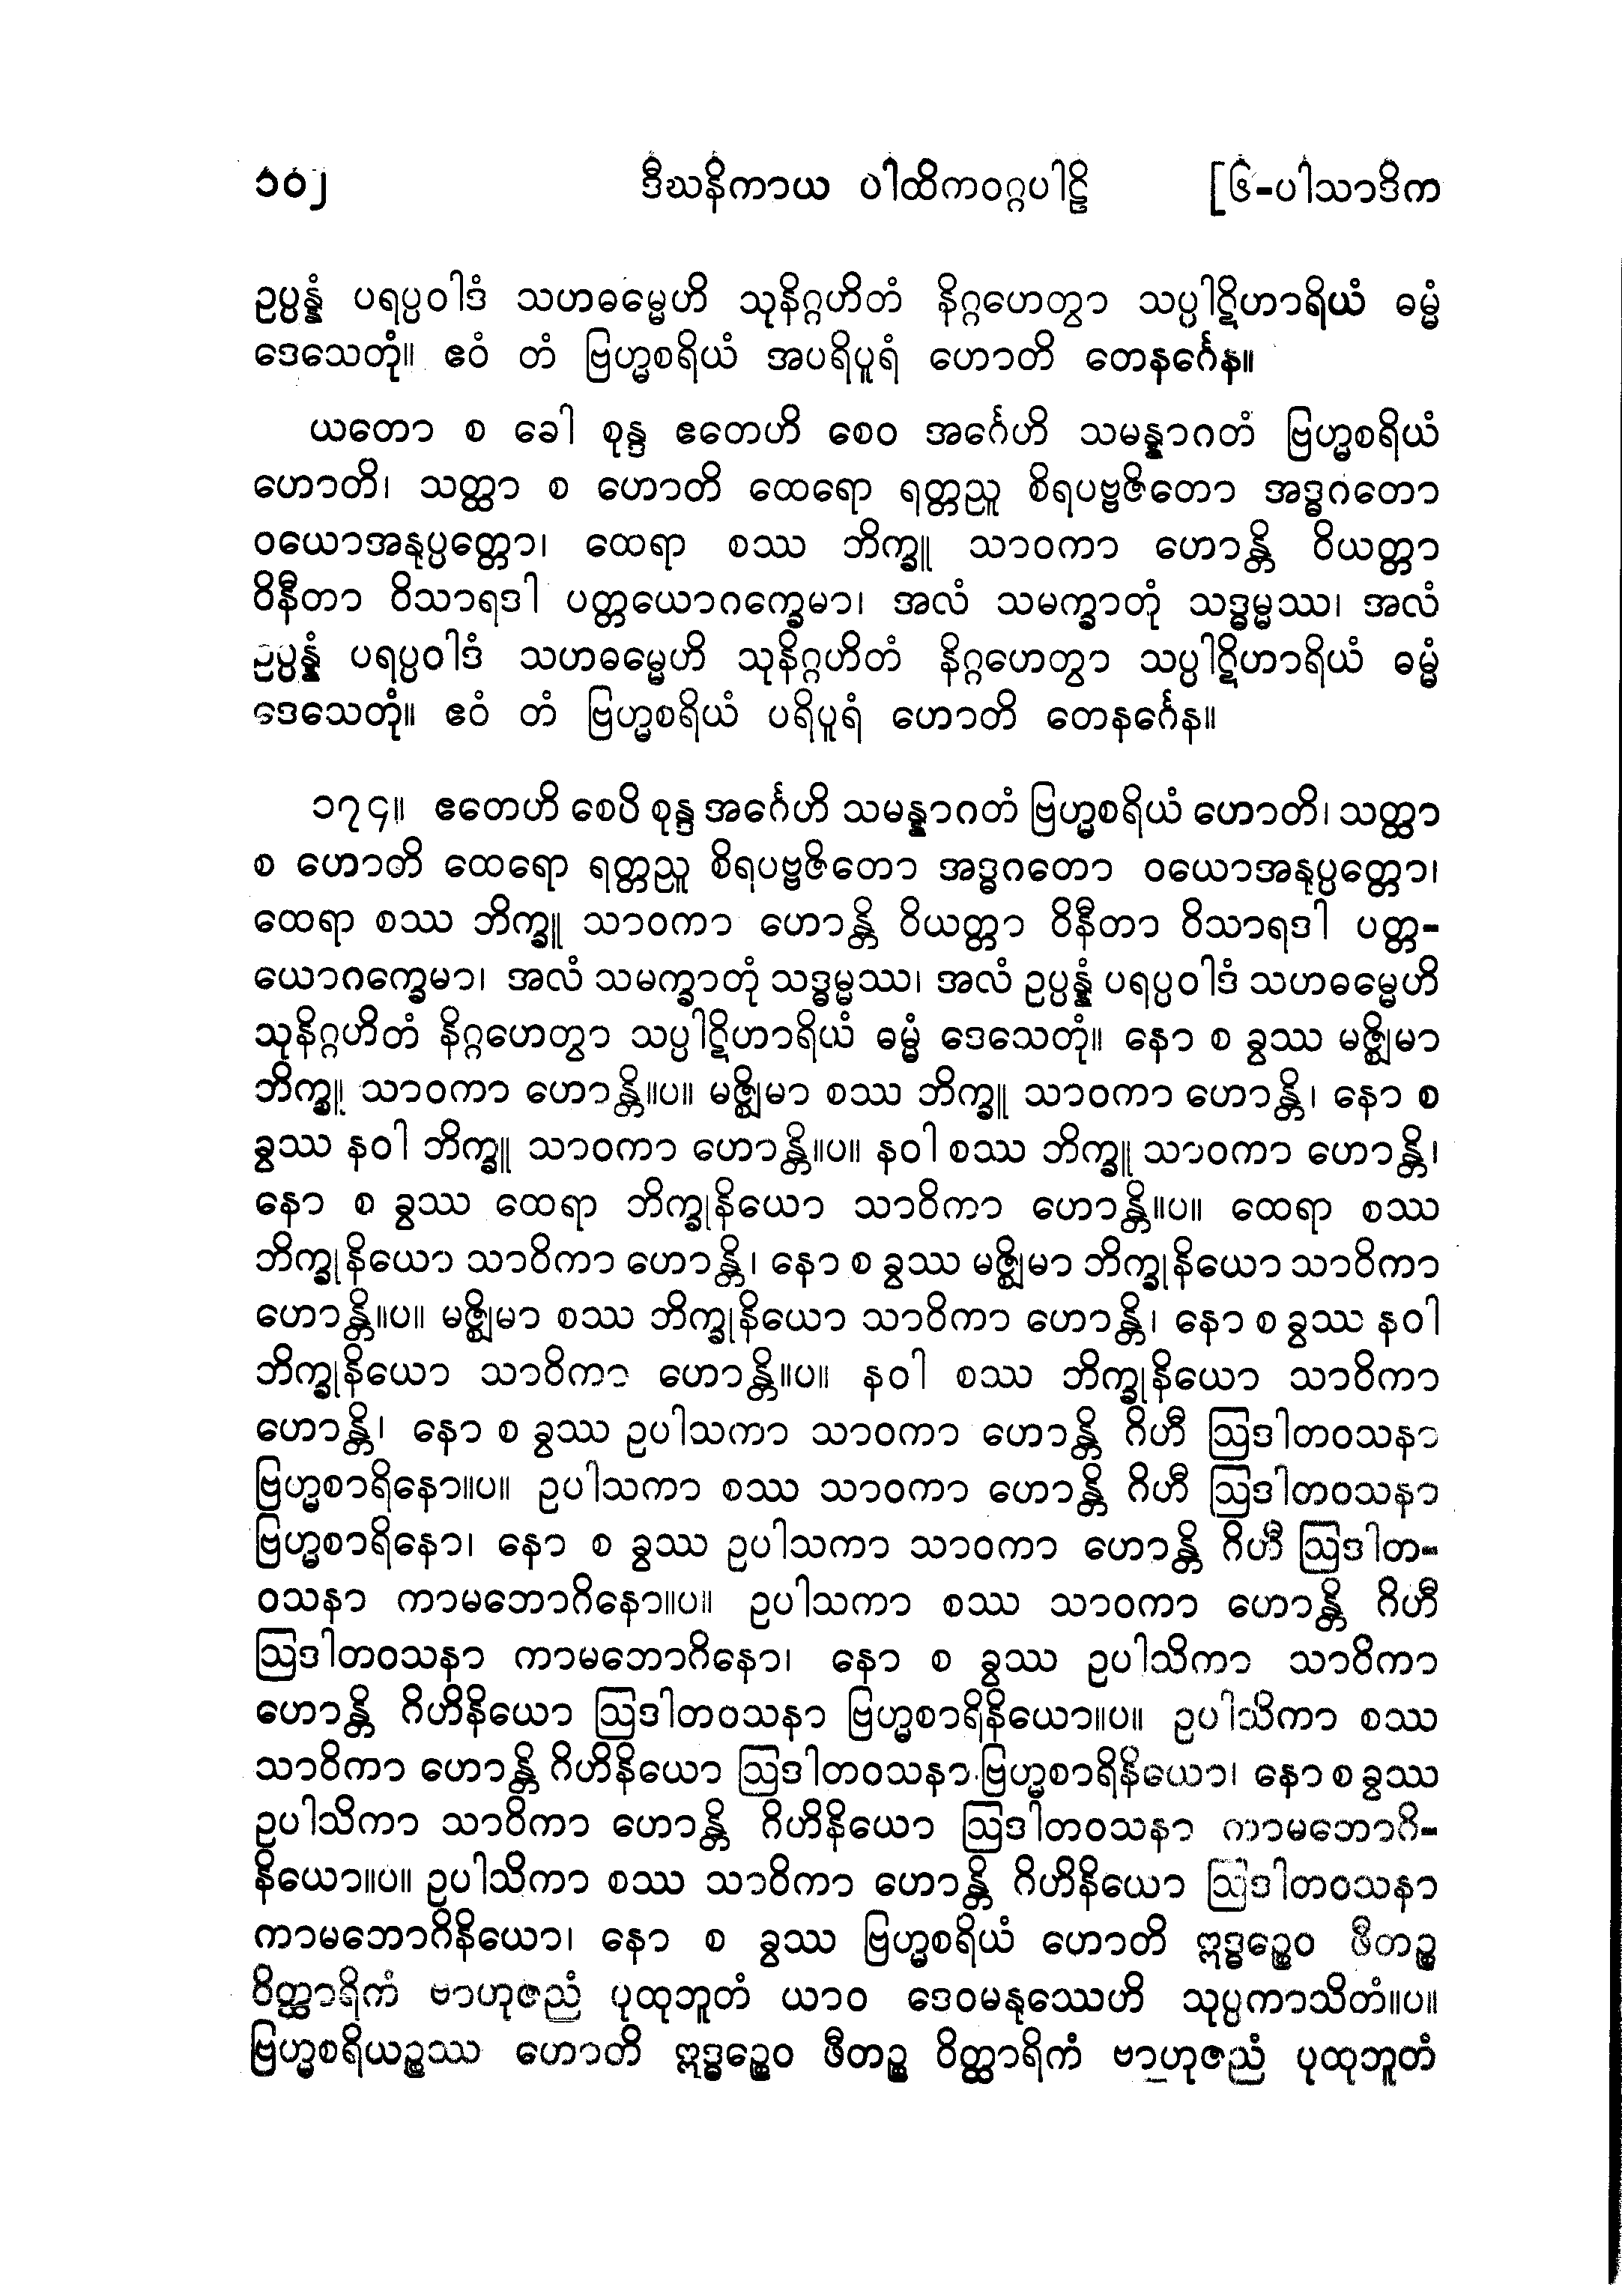 ၁၀၂ ဒီဃနိကာယ ပါထိကဝဂ္ဂပါဠိ [၆-ပါသာဒိက
ဥပ္ပန္နံ ပရပ္ပဝါဒံ သဟဓမ္မေဟိ သုနိဂ္ဂဟိတံ နိဂ္ဂဟေတွာ သပ္ပါဋိဟာရိယံ ဓမ္မံ
ဒေသေတုံ။ ဧဝံ တံ ဗြဟ္မစရိယံ အပရိပူရံ ဟောတိ တေနင်္ဂေန။
ယတော စ ခေါ စုန္ဒ ဧတေဟိ စေဝ အင်္ဂေဟိ သမန္နာဂတံ ဗြဟ္မစရိယံ
ဟောတိ၊ သတ္ထာ စ ဟောတိ ထေရော ရတ္တညူ စိရပဗ္ဗဇိတော အဒ္ဓဂတော
ဝယောအနုပ္ပတ္တော၊ ထေရာ စဿ ဘိက္ခူ သာဝကာ ဟောန္တိ ဝိယတ္တာ
ဝိနီတာ ဝိသာရဒါ ပတ္တယောဂက္ခေမာ၊ အလံ သမက္ခာတုံ သဒ္ဓမ္မဿ၊ အလံ
ဥပ္ပန္နံ ပရပ္ပဝါဒံ သဟဓမ္မေဟိ သုနိဂ္ဂဟိတံ နိဂ္ဂဟေတွာ သပ္ပါဋိဟာရိယံ ဓမ္မံ
ဒေသေတုံ။ ဧဝံ တံ ဗြဟ္မစရိယံ ပရိပူရံ ဟောတိ တေနင်္ဂေန။
၁၇၄။ ဧတေဟိ စေပိ စုန္ဒ အင်္ဂေဟိ သမန္နာဂတံ ဗြဟ္မစရိယံ ဟောတိ၊ သတ္ထာ
စ ဟောတိ ထေရော ရတ္တညူ စိရပဗ္ဗဇိတော အဒ္ဓဂတော ဝယောအနုပ္ပတ္တော၊
ထေရာ စဿ ဘိက္ခူ သာဝကာ ဟောန္တိ ဝိယတ္တာ ဝိနီတာ ဝိသာရဒါ ပတ္တ-
ယောဂက္ခေမာ၊ အလံ သမက္ခာတုံ သဒ္ဓမ္မဿ၊ အလံ ဥပ္ပန္နံ ပရပ္ပဝါဒံ သဟဓမ္မေဟိ
သုနိဂ္ဂဟိတံ နိဂ္ဂဟေတွာ သပ္ပါဋိဟာရိယံ ဓမ္မံ ဒေသေတုံ။ နော စ ခွဿ မဇ္ဈိမာ
ဘိက္ခူ သာဝကာ ဟောန္တိ။ပ။ မဇ္ဈိမာ စဿ ဘိက္ခူ သာဝကာ ဟောန္တိ၊ နော စ
ခွဿ နဝါ ဘိက္ခူ သာဝကာ ဟောန္တိ။ပ။ နဝါ စဿ ဘိက္ခူ သာဝကာ ဟောန္တိ၊
နော စ ခွဿ ထေရာ ဘိက္ခုနိယော သာဝိကာ ဟောန္တိ။ပ။ ထေရာ စဿ
ဘိက္ခုနိယော သာဝိကာ ဟောန္တိ၊ နော စ ခွဿ မဇ္ဈိမာ ဘိက္ခုနိယော သာဝိကာ
ဟောန္တိ။ပ။ မဇ္ဈိမာ စဿ ဘိက္ခုနိယော သာဝိကာ ဟောန္တိ၊ နော စ ခွဿ နဝါ
ဘိက္ခုနိယော သာဝိကာ ဟောန္တိ။ပ။ နဝါ စဿ ဘိက္ခုနိယော သာဝိကာ
ဟောန္တိ၊ နော စ ခွဿ ဥပါသကာ သာဝကာ ဟောန္တိ ဂိဟီ ဩဒါတဝသနာ
ဗြဟ္မစာရိနော။ပ။ ဥပါသကာ စဿ သာဝကာ ဟောန္တိ ဂိဟီ ဩဒါတဝသနာ
ဗြဟ္မစာရိနော၊ နော စ ခွဿ ဥပါသကာ သာဝကာ ဟောန္တိ ဂိဟီ ဩဒါတ-
ဝသနာ ကာမဘောဂိနော။ပ။ ဥပါသကာ စဿ သာဝကာ ဟောန္တိ ဂိဟီ
ဩဒါတဝသနာ ကာမဘောဂိနော၊ နော စ ခွဿ ဥပါသိကာ သာဝိကာ
ဟောန္တိ ဂိဟိနိယော ဩဒါတဝသနာ ဗြဟ္မစာရိနိယော။ပ။ ဥပါသိကာ စဿ
သာဝိကာ ဟောန္တိ ဂိဟိနိယော ဩဒါတဝသနာ ဗြဟ္မစာရိနိယော၊ နော စ ခွဿ
ဥပါသိကာ သာဝိကာ ဟောန္တိ ဂိဟိနိယော ဩဒါတဝသနာ ကာမဘောဂိ-
နိယော။ပ။ ဥပါသိကာ စဿ သာဝိကာ ဟောန္တိ ဂိဟိနိယော ဩဒါတဝသနာ
ကာမဘောဂိနိယော၊ နော စ ခွဿ ဗြဟ္မစရိယံ ဟောတိ ဣဒ္ဓဉ္စေဝ ဖီတဉ္စ
ဝိတ္ထာရိကံ ဗာဟုဇညံ ပုထုဘူတံ ယာဝ ဒေဝမနုဿေဟိ သုပ္ပကာသိတံ။ပ။
ဗြဟ္မစရိယဉ္စဿ ဟောတိ ဣဒ္ဓဉ္စေဝ ဖီတဉ္စ ဝိတ္ထာရိကံ ဗာဟုဇညံ ပုထုဘူတံ